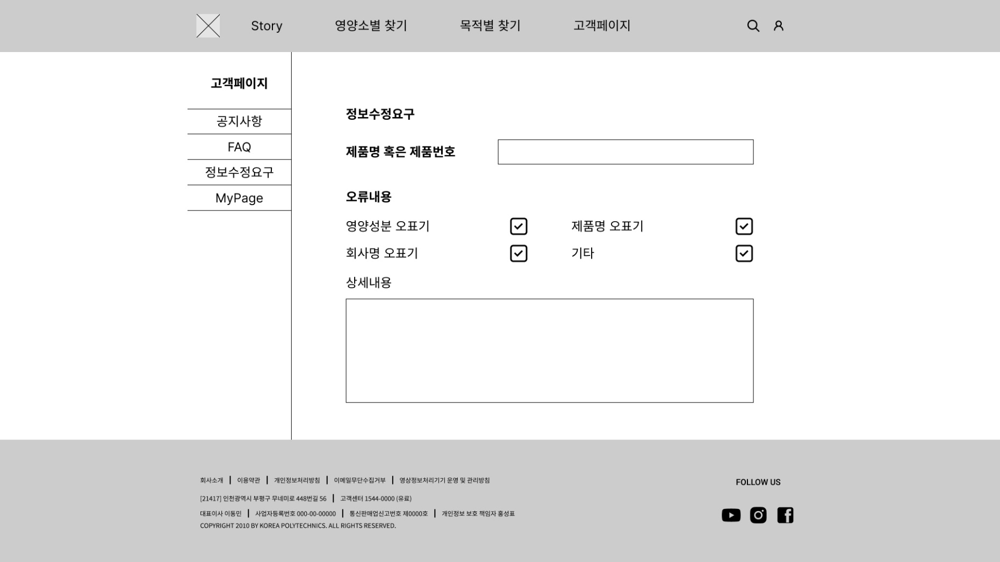 Story 영양소별 찾기 목적별 찾기 고객페이지
고객페이지
공지사항
FAQ
정보수정요구
MyPage
정보수정요구
제품명 혹은 제품번호
오류내용
영양성분 오표기 제품명 오표기
회사명 오표기 기타
상세내용
회사소개 | 이용약관 | 개인정보처리방침 | 이메일무단수집거부 | 영상정보처리기기 운영 및 관리방침
[21417] 인천광역시 부평구 무네미로 448번길 56 | 고객센터 1544-0000 (유료)
대표이사 이동민 | 사업자등록번호 000-00-00000 | 통신판매업신고번호 제0000호 | 개인정보 보호 책임자 홍성표
COPYRIGHT 2010 BY KOREA POLYTECHNICS. ALL RIGHTS RESERVED.
FOLLOW US